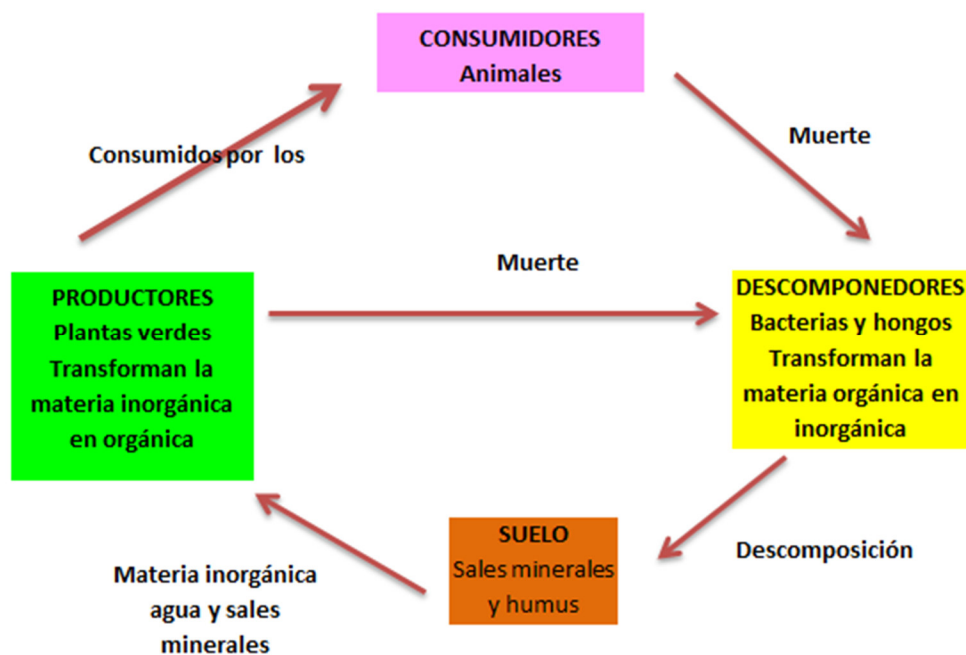 CONSUMIDORES
Animales
Consumidos por los
Muerte
Muerte
PRODUCTORES
Plantas verdes
Transforman la
materia inorgánica
en orgánica
DESCOMPONEDORES
Bacterias y hongos
Transforman la
materia orgánica en
inorgánica
SUELO
Sales minerales
y humus
Descomposición
Materia inorgánica
agua y sales
minerales